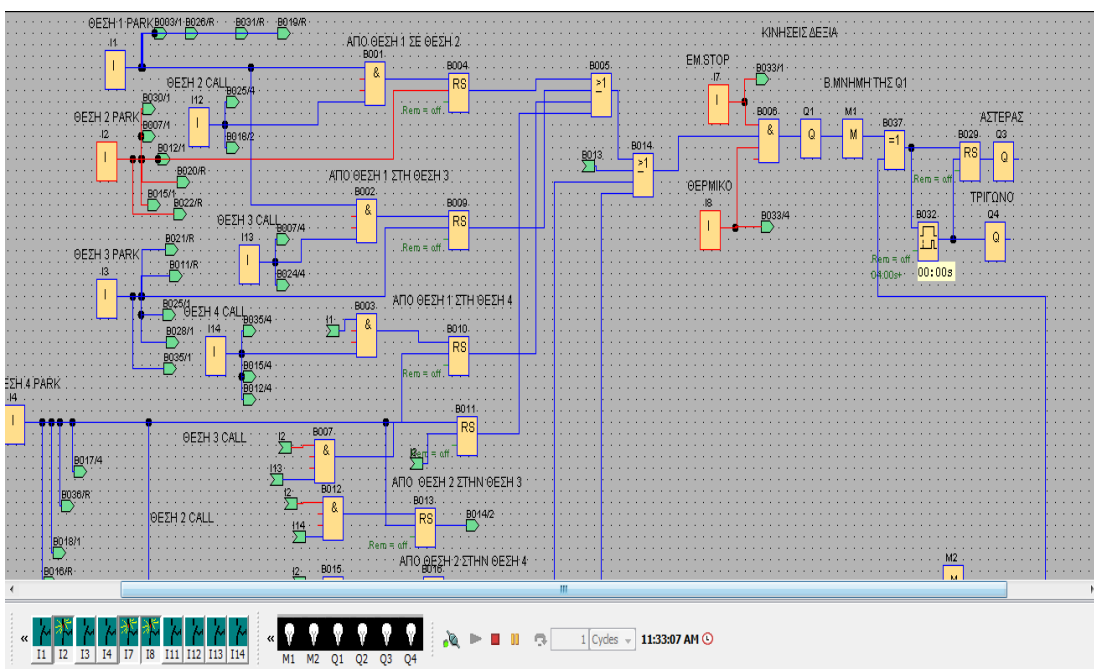 ΘΕΣΗ 1 PARK
B003/1 B026/R B031/R B019/R
I1
I
ΑΠΟ ΘΕΣΗ 1 ΣΕ ΘΕΣΗ 2
B001
&
B004
RS
Rem = off.
B005
>1
ΚΙΝΗΣΕΙΣ ΔΕΞΙΑ
EM.STOP
I7
I
B033/1
Β.ΜΝΗΜΗ ΤΗΣ Q1
B006
&
Q1
Q
M1
M
B037
=1
ΑΣΤΕΡΑΣ
B029
RS
Rem = off.
Q3
Q
ΘΕΣΗ 2 CALL
B025/4
I12
I
B018/2
B030/1
ΘΕΣΗ 2 PARK
B007/1
I2
I
B012/1
B020/R
B015/1
B022/R
B013
B014
>1
ΑΠΟ ΘΕΣΗ 1 ΣΤΗ ΘΕΣΗ 3
B002
&
B009
RS
Rem = off.
ΘΕΡΜΙΚΟ
I8
I
B033/4
ΤΡΙΓΩΝΟ
B032
Q4
Q
Rem = off.
04:00s+
00:00s
ΘΕΣΗ 3 CALL
B007/4
I13
I
B024/4
B021/R
ΘΕΣΗ 3 PARK
B011/R
I3
I
B025/1
B028/1
B035/1
ΘΕΣΗ 4 CALL
B035/4
I14
I
B015/4
B012/4
ΑΠΟ ΘΕΣΗ 1 ΣΤΗ ΘΕΣΗ 4
I1
B003
&
B010
RS
Rem = off.
ΘΕΣΗ 4 PARK
I4
I
B017/4
B036/R
B018/1
B016/R
ΘΕΣΗ 3 CALL
I2
B007
&
I13
B011
RS
Rem = off.
ΑΠΟ ΘΕΣΗ 2 ΣΤΗΝ ΘΕΣΗ 3
I2
B012
&
I14
B013
RS
Rem = off.
B014/2
ΘΕΣΗ 2 CALL
ΑΠΟ ΘΕΣΗ 2 ΣΤΗΝ ΘΕΣΗ 4
I2
B015
B016
M2
M
I1 I2 I3 I4 I7 I8 I11 I12 I13 I14
M1 M2 Q1 Q2 Q3 Q4
1 Cycles
11:33:07 AM